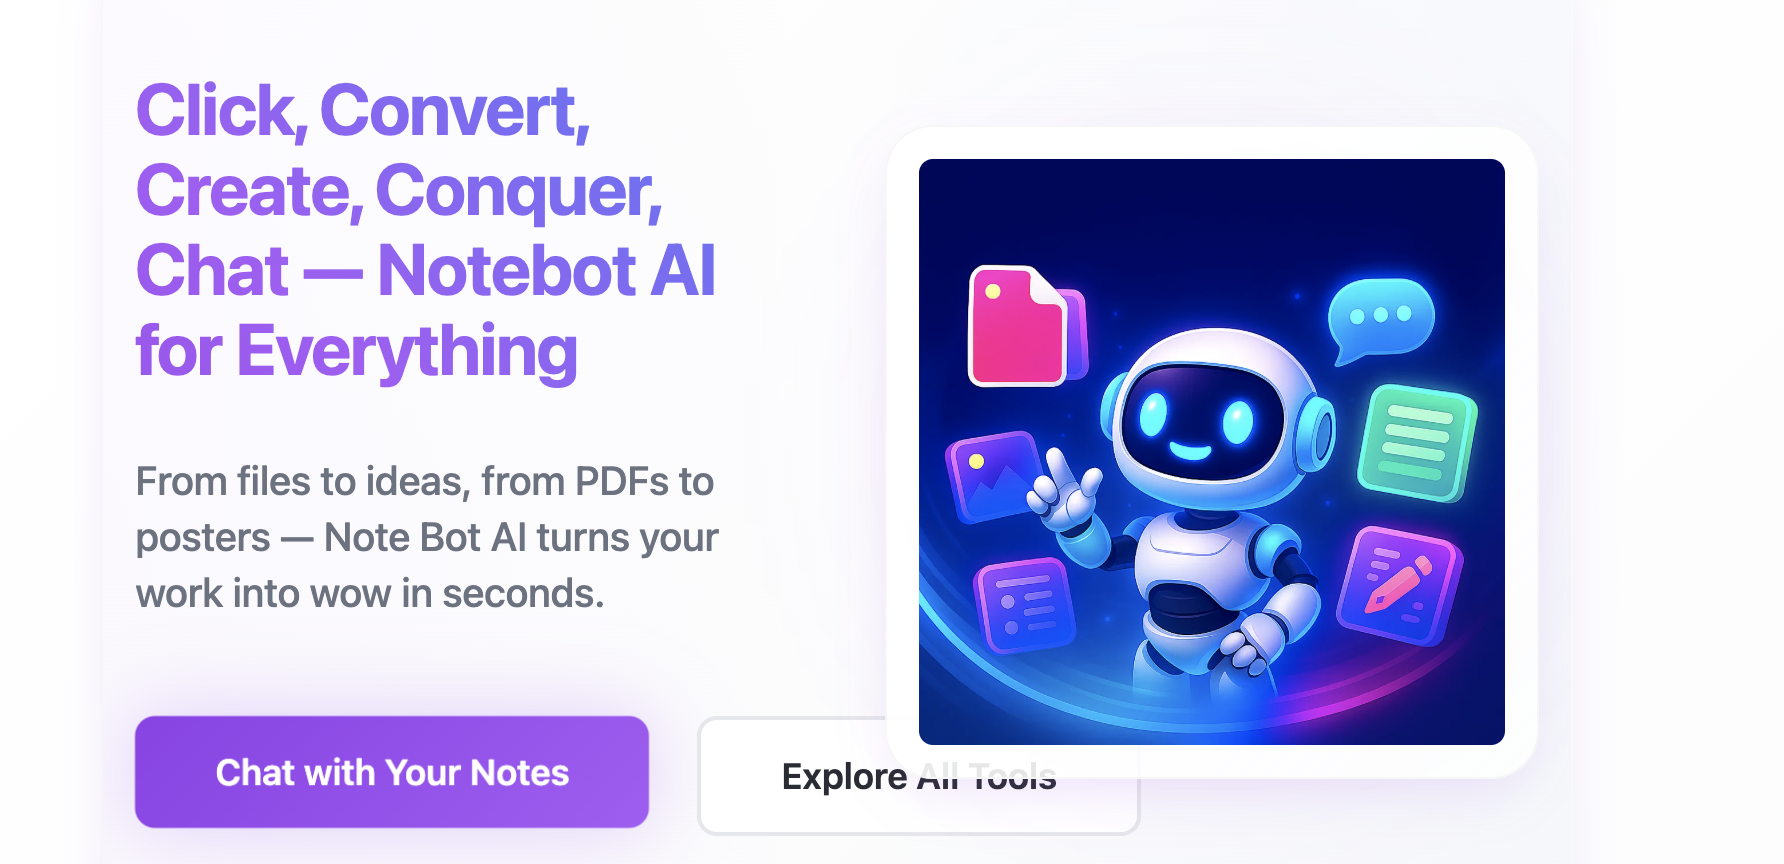 Click, Convert,
Create, Conquer,
Chat — Notebot AI
for Everything
From files to ideas, from PDFs to
posters — Note Bot AI turns your
work into wow in seconds.
Chat with Your Notes
Explore All Tools